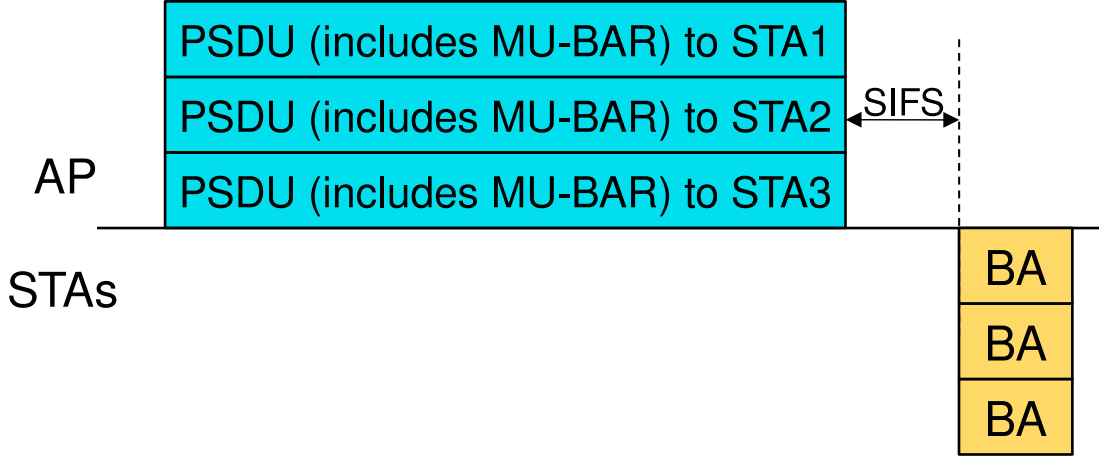 PSDU (includes MU-BAR) to STA1
PSDU (includes MU-BAR) to STA2
SIFS
AP
PSDU (includes MU-BAR) to STA3
STAs
BA
BA
BA